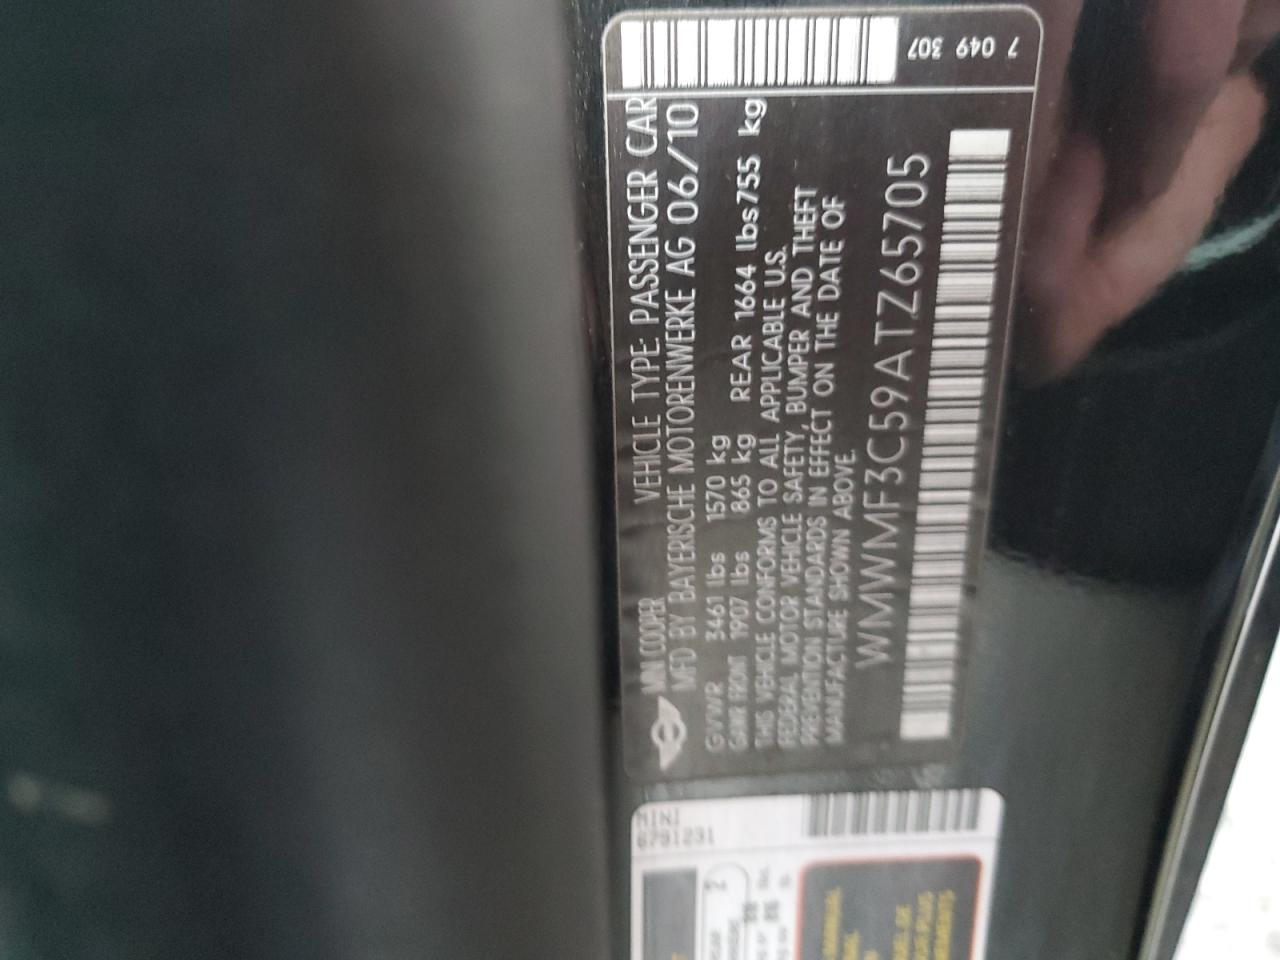 7 049 307
MINI COOPER VEHICLE TYPE: PASSENGER CAR
MFD BY BAYERISCHE MOTORENWERKE AG 06/10
GVWR 3461 lbs 1570 kg
GAWR FRONT 1907 lbs 865 kg REAR 1664 lbs 755 kg
THIS VEHICLE CONFORMS TO ALL APPLICABLE U.S.
FEDERAL MOTOR VEHICLE SAFETY, BUMPER AND THEFT
PREVENTION STANDARDS IN EFFECT ON THE DATE OF
MANUFACTURE SHOWN ABOVE.
WMWMF3C59ATZ65705
MINI
6791231
2
MANUAL